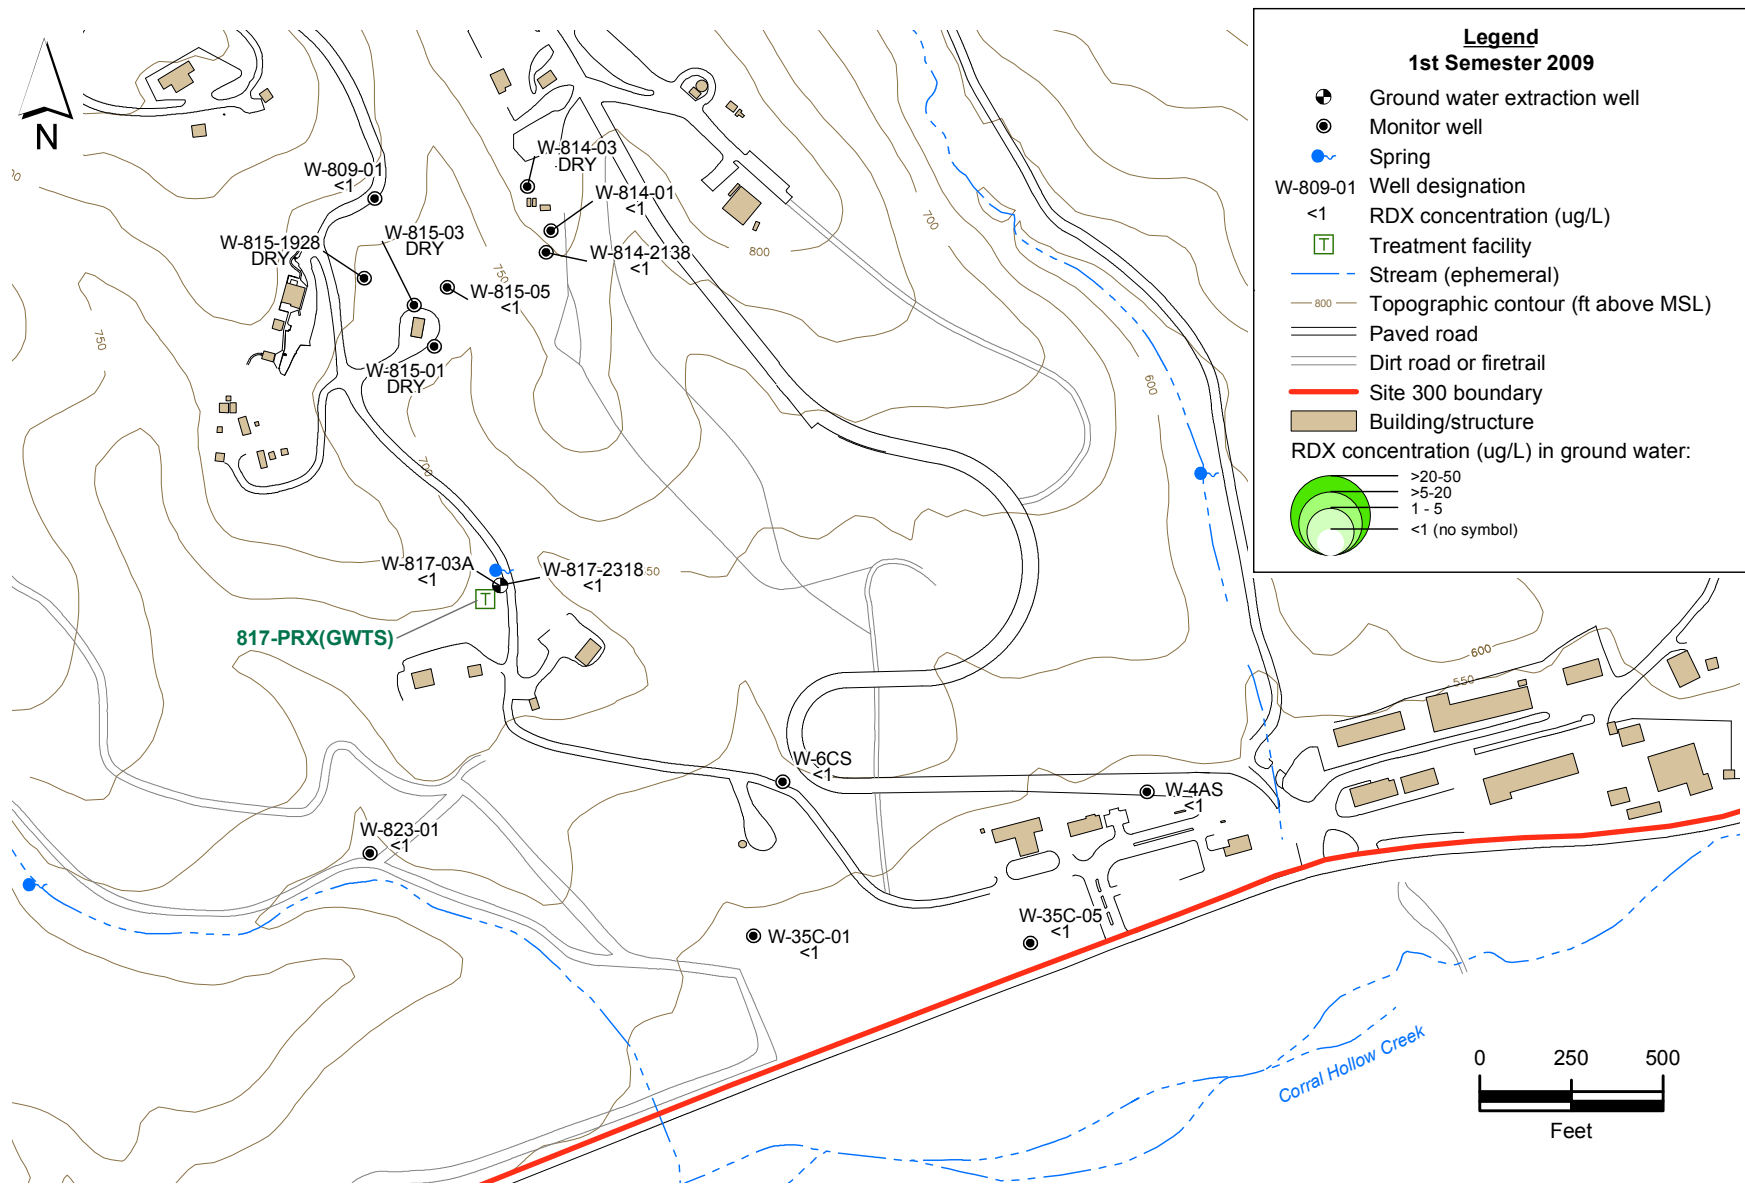 Legend
1st Semester 2009
Ground water extraction well
Monitor well
Spring
W-809-01 Well designation
<1 RDX concentration (ug/L)
T Treatment facility
Stream (ephemeral)
800 Topographic contour (ft above MSL)
Paved road
Dirt road or firetrail
Site 300 boundary
Building/structure
RDX concentration (ug/L) in ground water:
>20-50
>5-20
1 - 5
<1 (no symbol)
N
W-814-03
DRY
W-809-01
<1
W-814-01
<1
W-815-1928
DRY
W-815-03
DRY
W-814-2138
<1
W-815-05
<1
W-815-01
DRY
700
800
750
750
600
700
W-817-03A
<1
W-817-2318
<1
50
T
817-PRX(GWTS)
600
550
W-6CS
<1
W-4AS
<1
W-823-01
<1
W-35C-01
<1
W-35C-05
<1
Corral Hollow Creek
0 250 500
Feet